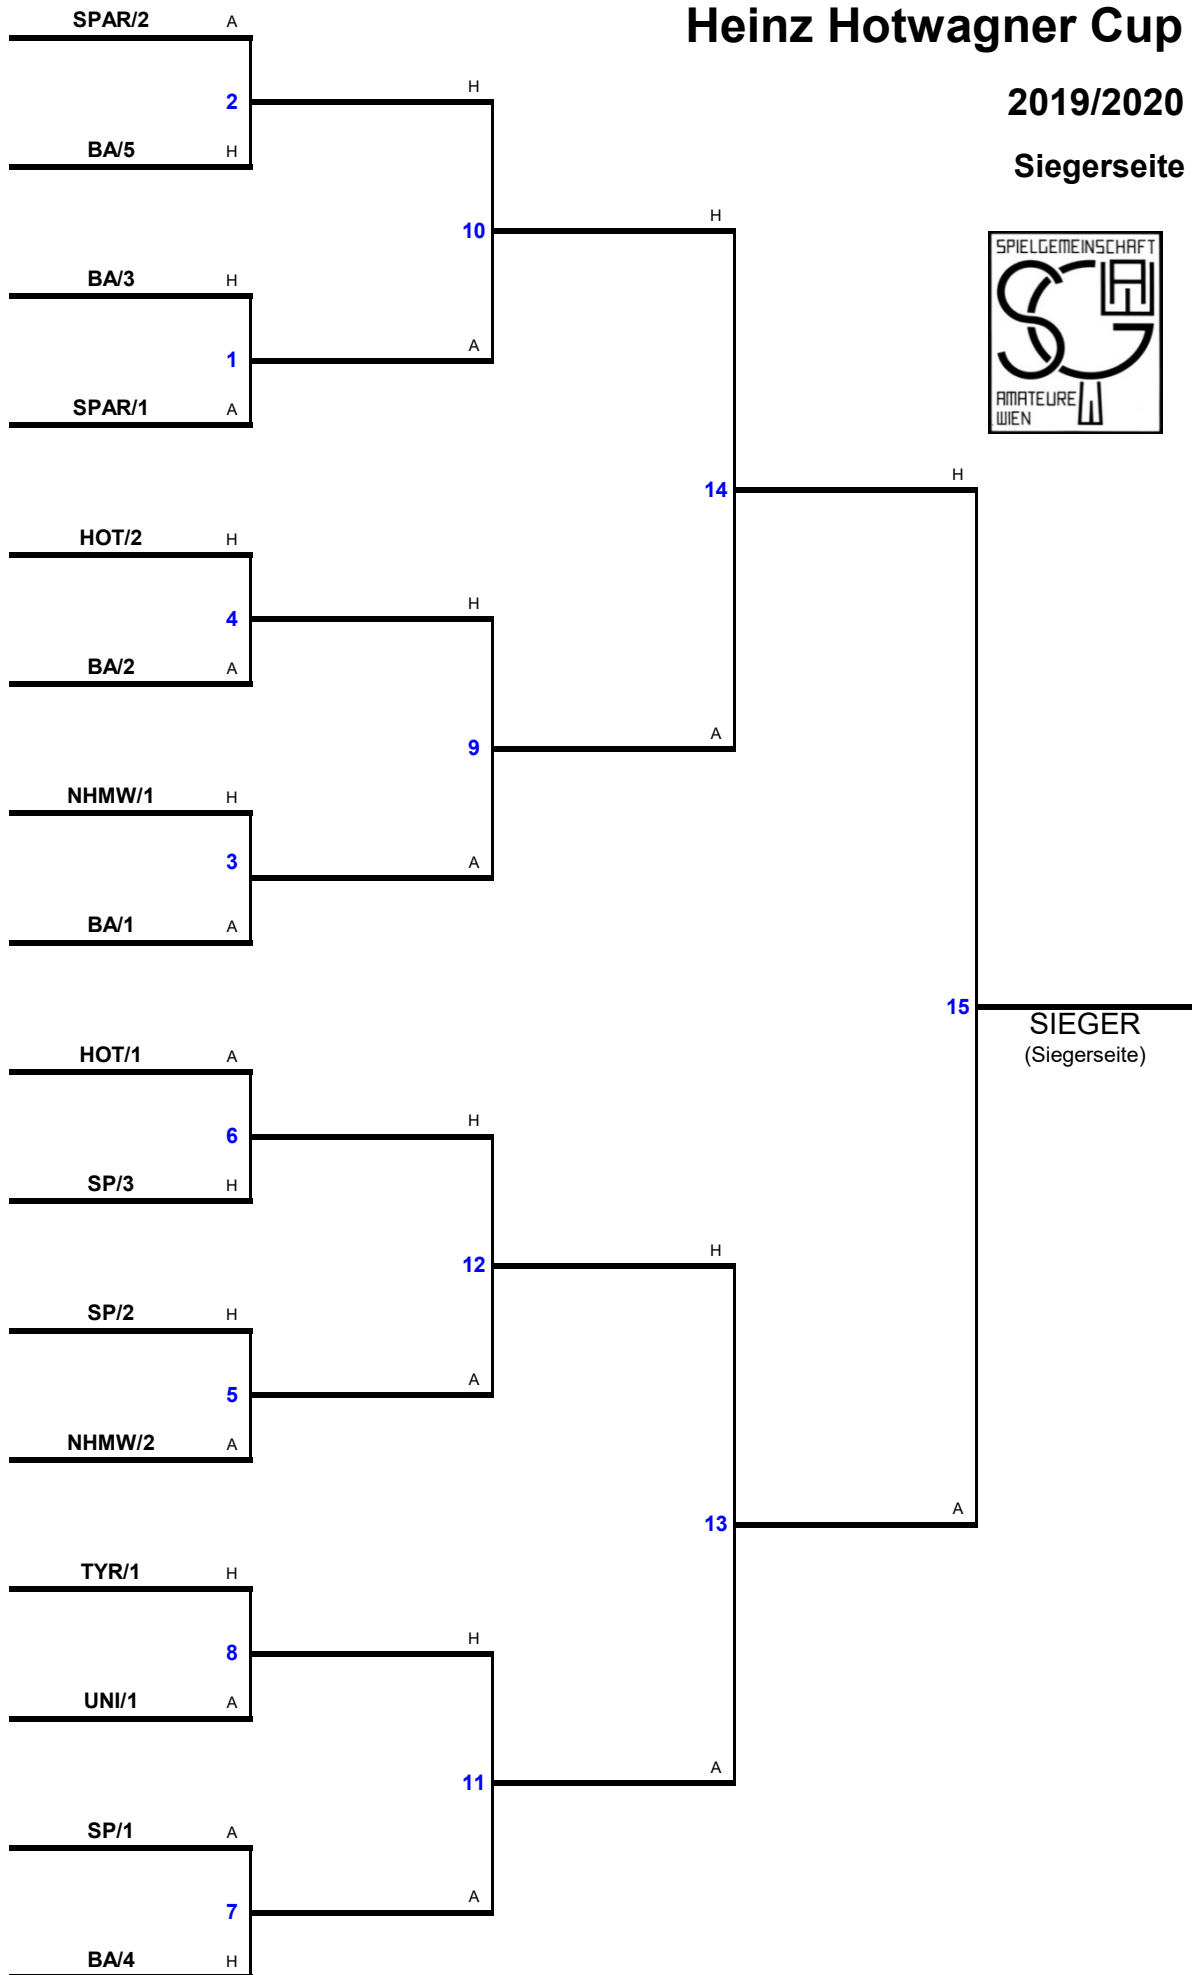 Heinz Hotwagner Cup
2019/2020
Siegerseite
SPIELGEMEINSCHAFT
SG
AW
AMATEURE
WIEN
SPAR/2 A
2
H
BA/5 H
10
H
BA/3 H
1
A
SPAR/1 A
14
H
HOT/2 H
4
H
BA/2 A
9
A
NHMW/1 H
3
A
BA/1 A
15
SIEGER
(Siegerseite)
HOT/1 A
6
H
SP/3 H
12
H
SP/2 H
5
A
NHMW/2 A
13
A
TYR/1 H
8
H
UNI/1 A
11
A
SP/1 A
7
A
BA/4 H